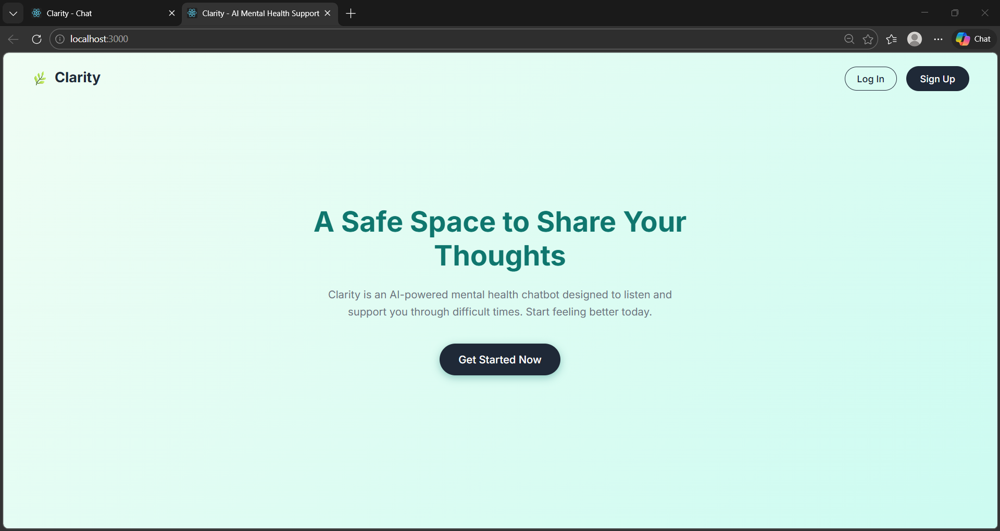 Clarity - Chat
Clarity - AI Mental Health Support
localhost:3000
Chat
Clarity
Log In
Sign Up
A Safe Space to Share Your
Thoughts
Clarity is an AI-powered mental health chatbot designed to listen and
support you through difficult times. Start feeling better today.
Get Started Now